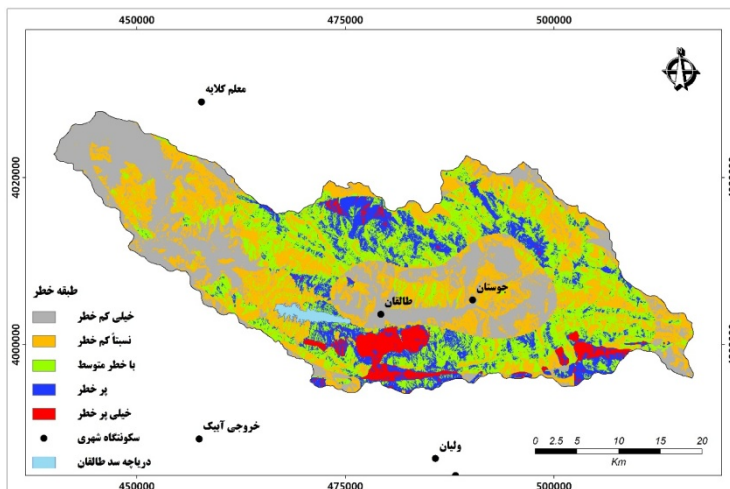 450000
475000
500000
معلم کلایه
4020000
4000000
جوستان
طالقان
طبقه خطر
خیلی کم خطر
نسبتاً کم خطر
با خطر متوسط
پر خطر
خیلی پر خطر
سکونتگاه شهری
دریاچه سد طالقان
خروجی آبیک
ولیان
0 2.5 5 10 15 20
Km
450000
475000
500000